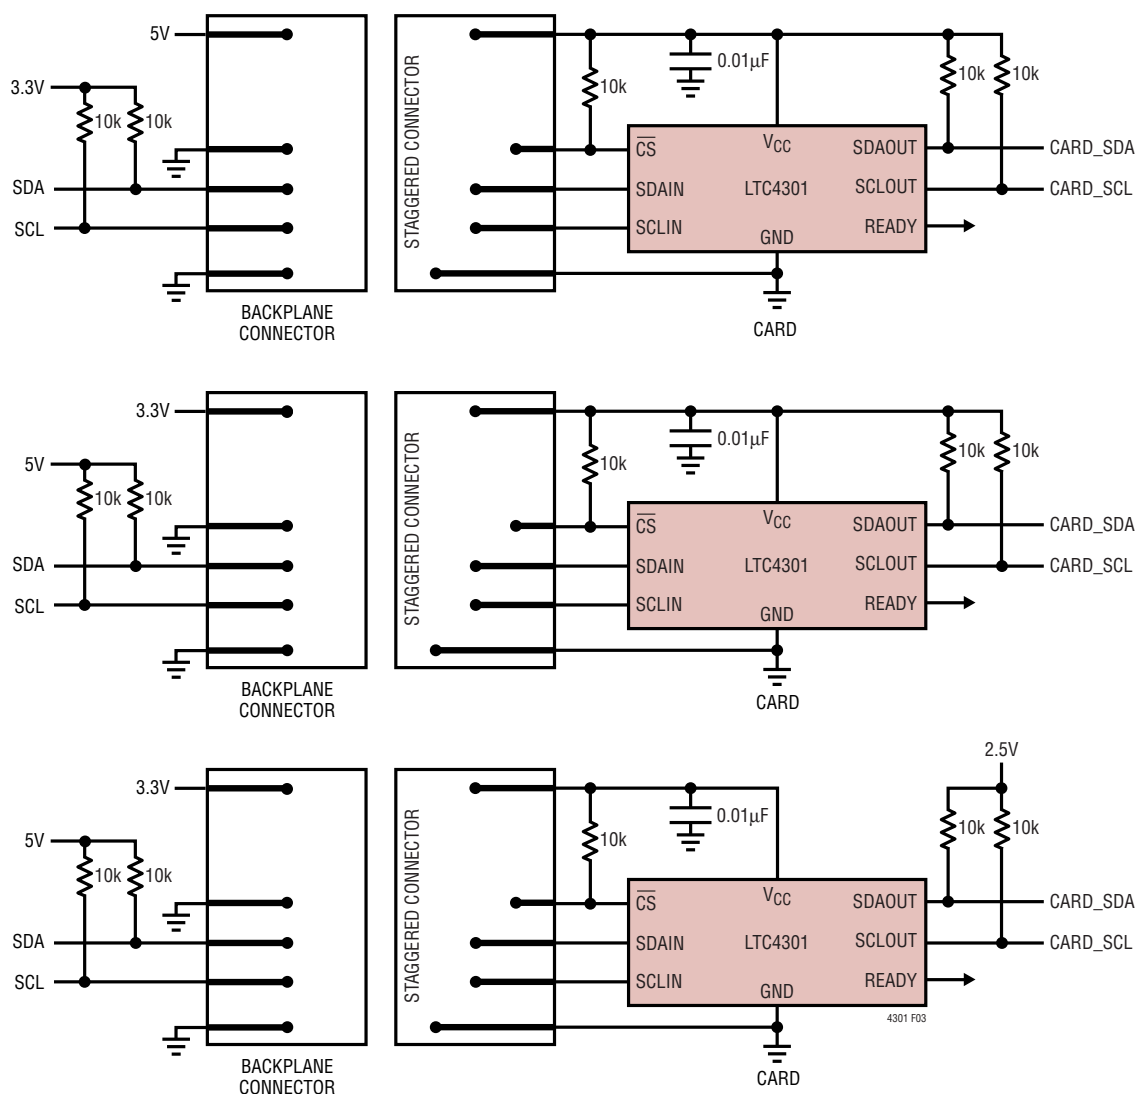 5V
3.3V
10k 10k
SDA
SCL
BACKPLANE
CONNECTOR
STAGGERED CONNECTOR
10k
0.01µF
10k 10k
CS
VCC
SDAOUT
CARD_SDA
SDAIN
LTC4301
SCLOUT
CARD_SCL
SCLIN
GND
READY
CARD
3.3V
5V
10k 10k
SDA
SCL
BACKPLANE
CONNECTOR
STAGGERED CONNECTOR
10k
0.01µF
10k 10k
CS
VCC
SDAOUT
CARD_SDA
SDAIN
LTC4301
SCLOUT
CARD_SCL
SCLIN
GND
READY
CARD
3.3V
5V
10k 10k
SDA
SCL
BACKPLANE
CONNECTOR
STAGGERED CONNECTOR
10k
0.01µF
2.5V
10k 10k
CS
VCC
SDAOUT
CARD_SDA
SDAIN
LTC4301
SCLOUT
CARD_SCL
SCLIN
GND
READY
4301 F03
CARD